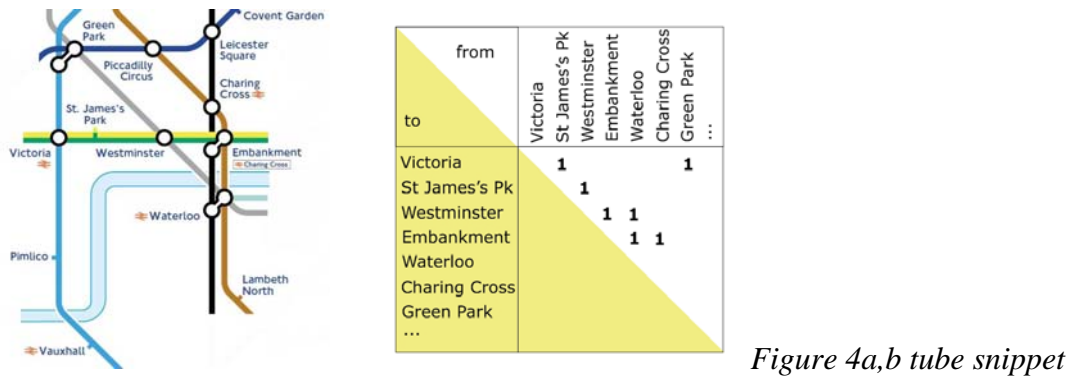 Green
Park
Covent Garden
Leicester
Square
Piccadilly
Circus
Charing
Cross
St. James's
Park
Victoria
Westminster
Embankment
Charing Cross
Waterloo
Pimlico
Lambeth
North
Vauxhall
from
to
Victoria
St James's Pk
Westminster
Embankment
Waterloo
Charing Cross
Green Park
...
Victoria 1 1
St James's Pk 1
Westminster 1 1
Embankment 1 1
Waterloo
Charing Cross
Green Park
...
Figure 4a,b tube snippet